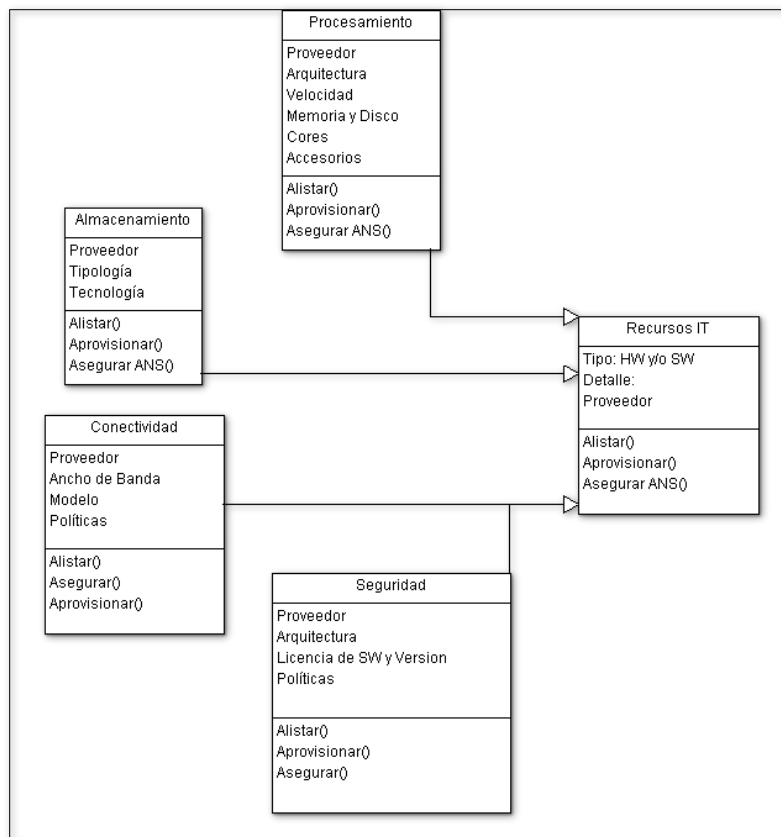 Procesamiento
Proveedor
Arquitectura
Velocidad
Memoria y Disco
Cores
Accesorios
Alistar()
Aprovisionar()
Asegurar ANS()
Almacenamiento
Proveedor
Tipología
Tecnología
Alistar()
Aprovisionar()
Asegurar ANS()
Recursos IT
Tipo: HW y/o SW
Detalle:
Proveedor
Alistar()
Aprovisionar()
Asegurar ANS()
Conectividad
Proveedor
Ancho de Banda
Modelo
Políticas
Alistar()
Asegurar()
Aprovisionar()
Seguridad
Proveedor
Arquitectura
Licencia de SW y Version
Políticas
Alistar()
Aprovisionar()
Asegurar()